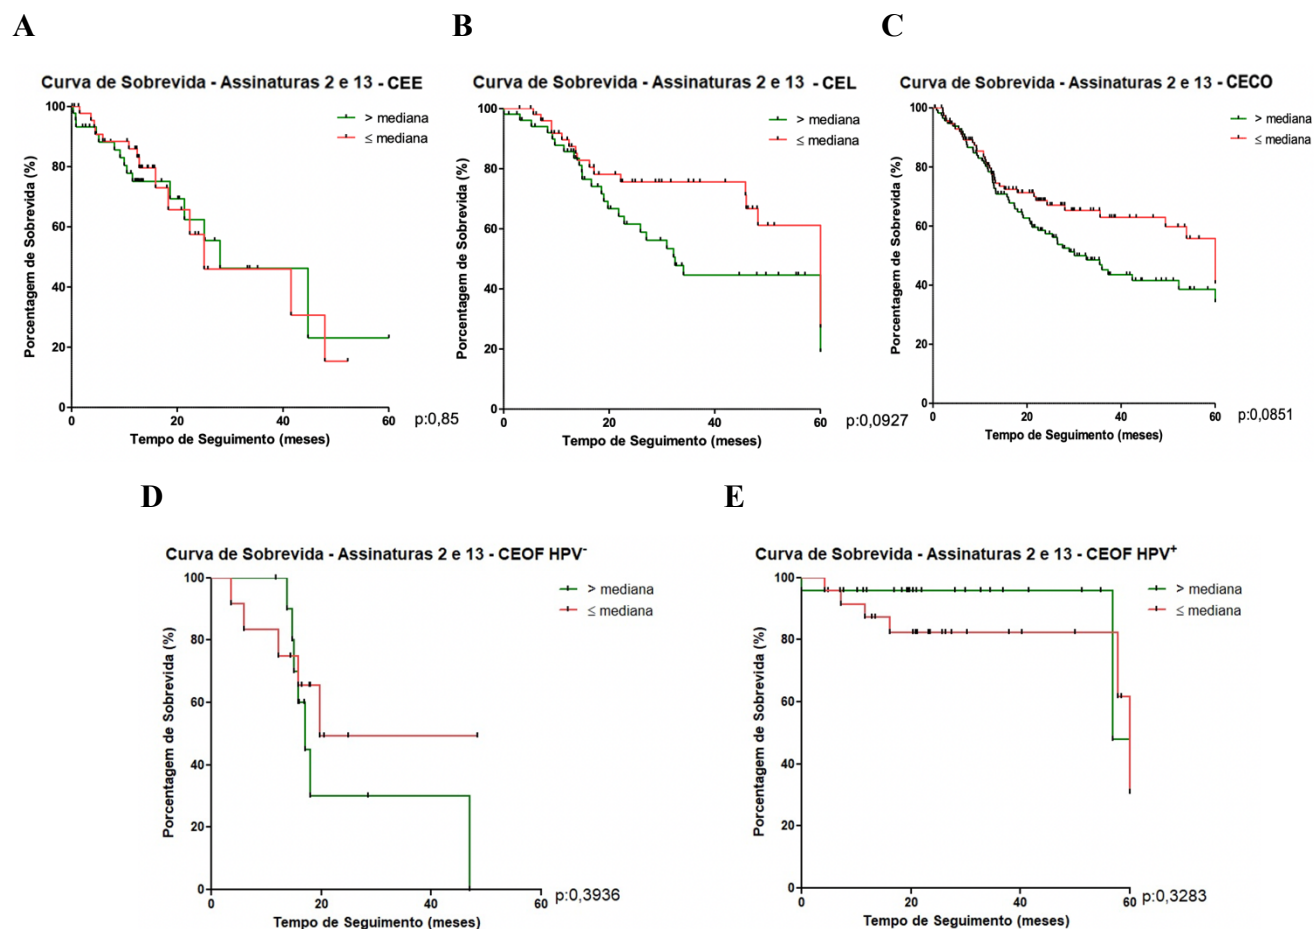 A
B
C
Curva de Sobrevida - Assinaturas 2 e 13 - CEE
> mediana
≤ mediana
Porcentagem de Sobrevida (%)
100
80
60
40
20
0
0 20 40 60
Tempo de Seguimento (meses)
p:0,85
Curva de Sobrevida - Assinaturas 2 e 13 - CEL
> mediana
≤ mediana
Porcentagem de Sobrevida (%)
100
80
60
40
20
0
0 20 40 60
Tempo de Seguimento (meses)
p:0,0927
Curva de Sobrevida - Assinaturas 2 e 13 - CECO
> mediana
≤ mediana
Porcentagem de Sobrevida (%)
100
80
60
40
20
0
0 20 40 60
Tempo de Seguimento (meses)
p:0,0851
D
E
Curva de Sobrevida - Assinaturas 2 e 13 - CEOF HPV⁻
> mediana
≤ mediana
Porcentagem de Sobrevida (%)
100
80
60
40
20
0
0 20 40 60
Tempo de Seguimento (meses)
p:0,3936
Curva de Sobrevida - Assinaturas 2 e 13 - CEOF HPV⁺
> mediana
≤ mediana
Porcentagem de Sobrevida (%)
100
80
60
40
20
0
0 20 40 60
Tempo de Seguimento (meses)
p:0,3283